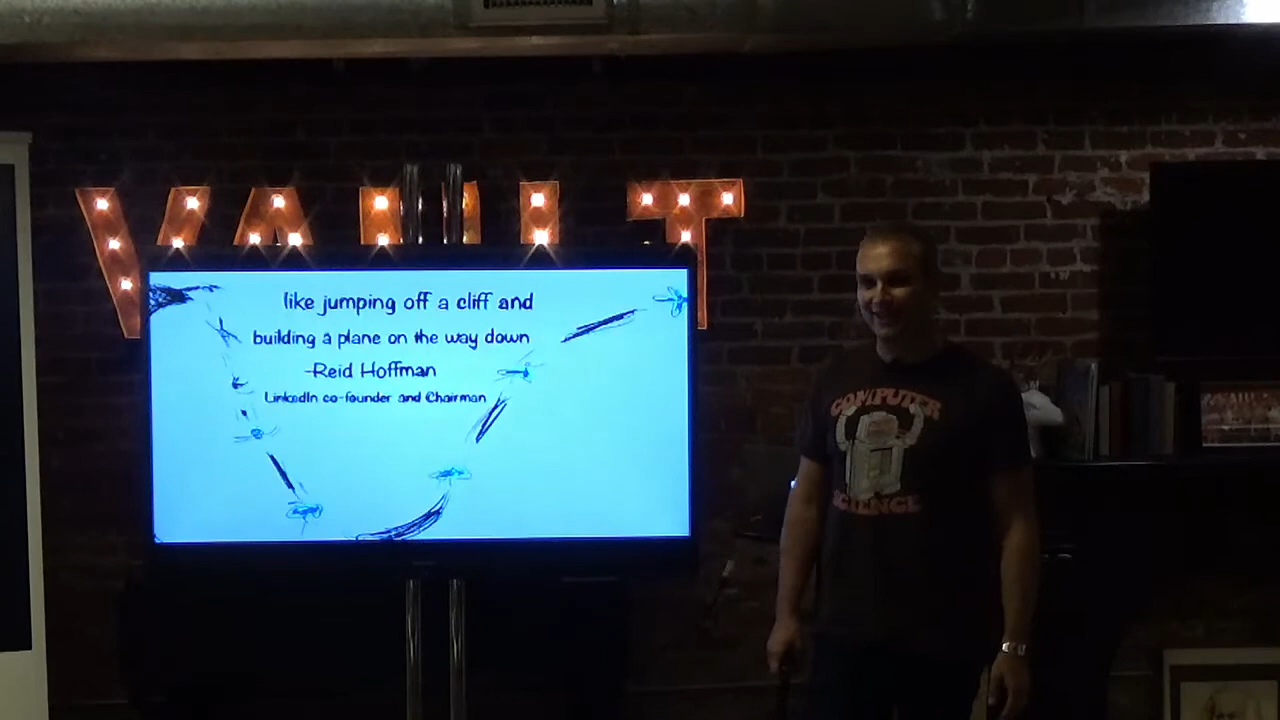 VAULT
like jumping off a cliff and
building a plane on the way down
-Reid Hoffman
LinkedIn co-founder and Chairman
COMPUTER
SCIENCE